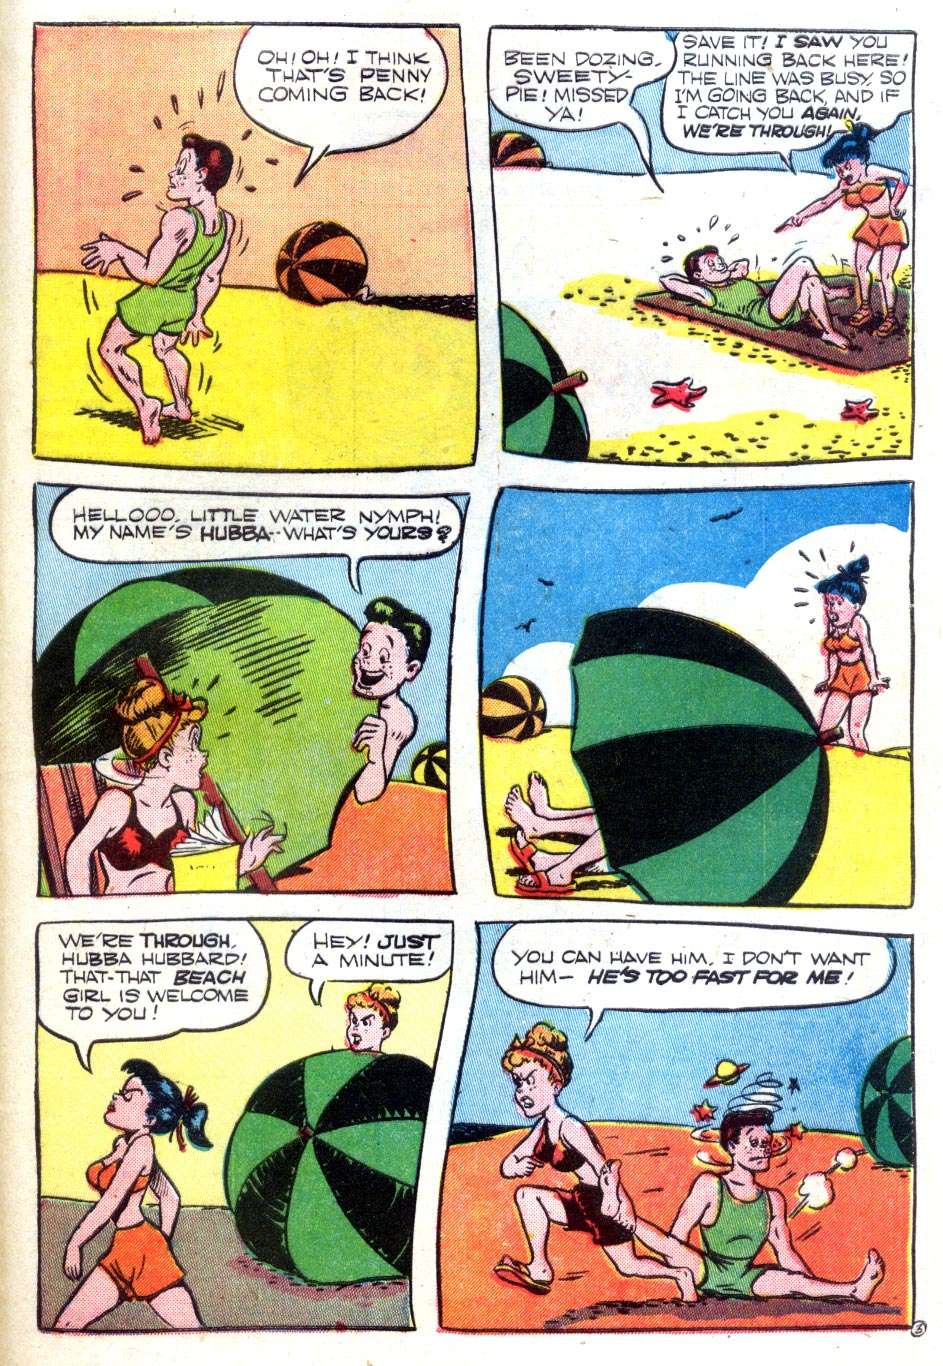 OH! OH! I THINK
THAT'S PENNY
COMING BACK!
BEEN DOZING,
SWEETY-
PIE! MISSED
YA!
SAVE IT! I SAW YOU
RUNNING BACK HERE!
THE LINE WAS BUSY, SO
I'M GOING BACK, AND IF
I CATCH YOU AGAIN,
WE'RE THROUGH!
HELLOOO, LITTLE WATER NYMPH!
MY NAME'S HUBBA--WHAT'S YOURS?
WE'RE THROUGH,
HUBBA HUBBARD!
THAT-THAT BEACH
GIRL IS WELCOME
TO YOU!
HEY! JUST
A MINUTE!
YOU CAN HAVE HIM, I DON'T WANT
HIM— HE'S TOO FAST FOR ME!
3